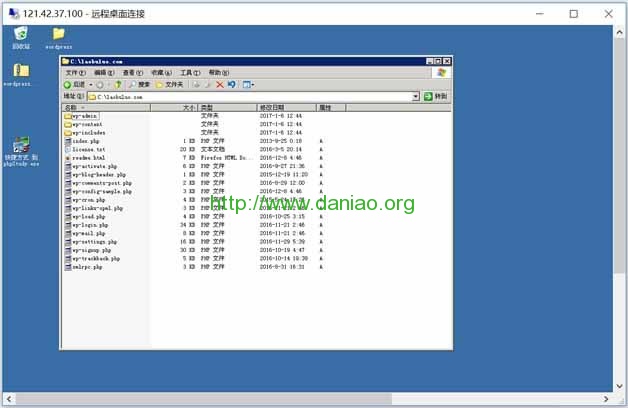 121.42.37.100 - 远程桌面连接
回收站
wordpress
wordpress...
快捷方式 到
phpStudy.exe
C:\laobuluo.com
文件(F) 编辑(E) 查看(V) 收藏(A) 工具(T) 帮助(H)
后退 搜索 文件夹
地址(D) C:\laobuluo.com 转到
名称 大小 类型 修改日期 属性
wp-admin 文件夹 2017-1-6 12:44
wp-content 文件夹 2017-1-6 12:44
wp-includes 文件夹 2017-1-6 12:44
index.php 1 KB PHP 文件 2013-9-25 0:18 A
license.txt 20 KB 文本文档 2016-3-5 20:14 A
readme.html 7 KB Firefox HTML Do... 2016-12-8 4:46 A
wp-activate.php 6 KB PHP 文件 2016-9-27 21:36 A
wp-blog-header.php 1 KB PHP 文件 2015-12-19 11:20 A
wp-comments-post.php 2 KB PHP 文件 2016-8-29 12:00 A
wp-config-sample.php 3 KB PHP 文件 2016-12-8 4:46 A
wp-cron.php 4 KB PHP 文件 A
wp-links-opml.php 3 KB PHP 文件 A
http://www.daniao.org
wp-load.php 4 KB PHP 文件 2016-10-25 3:15 A
wp-login.php 34 KB PHP 文件 2016-11-21 2:46 A
wp-mail.php 8 KB PHP 文件 2016-11-21 2:46 A
wp-settings.php 16 KB PHP 文件 2016-11-29 5:39 A
wp-signup.php 30 KB PHP 文件 2016-10-19 4:47 A
wp-trackback.php 5 KB PHP 文件 2016-10-14 19:39 A
xmlrpc.php 3 KB PHP 文件 2016-8-31 16:31 A